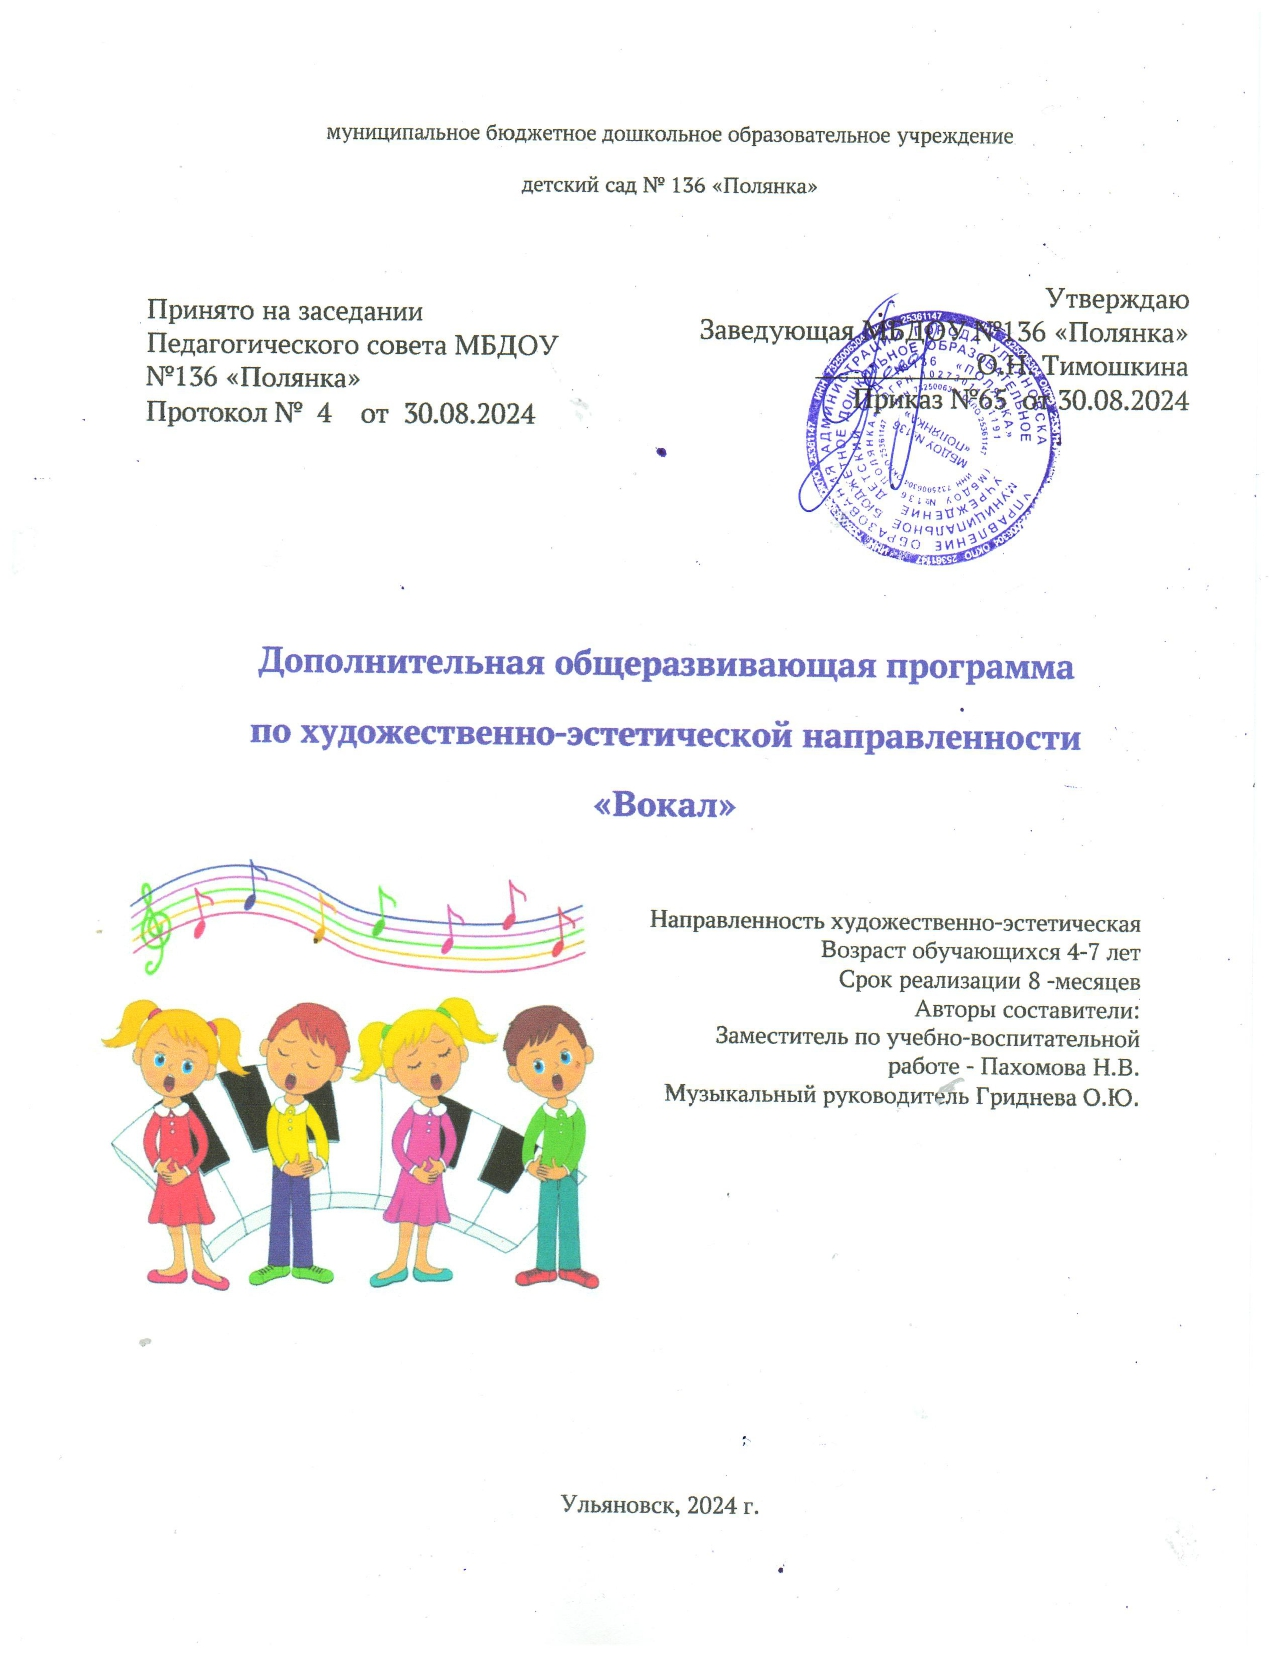 муниципальное бюджетное дошкольное образовательное учреждение
детский сад № 136 «Полянка»
Принято на заседании
Педагогического совета МБДОУ
№136 «Полянка»
Протокол № 4 от 30.08.2024
Утверждаю
Заведующая МБДОУ №136 «Полянка»
О.Н. Тимошкина
Приказ №65 от 30.08.2024
Дополнительная общеразвивающая программа
по художественно-эстетической направленности
«Вокал»
Направленность художественно-эстетическая
Возраст обучающихся 4-7 лет
Срок реализации 8 -месяцев
Авторы составители:
Заместитель по учебно-воспитательной
работе - Пахомова Н.В.
Музыкальный руководитель Гриднева О.Ю.
Ульяновск, 2024 г.